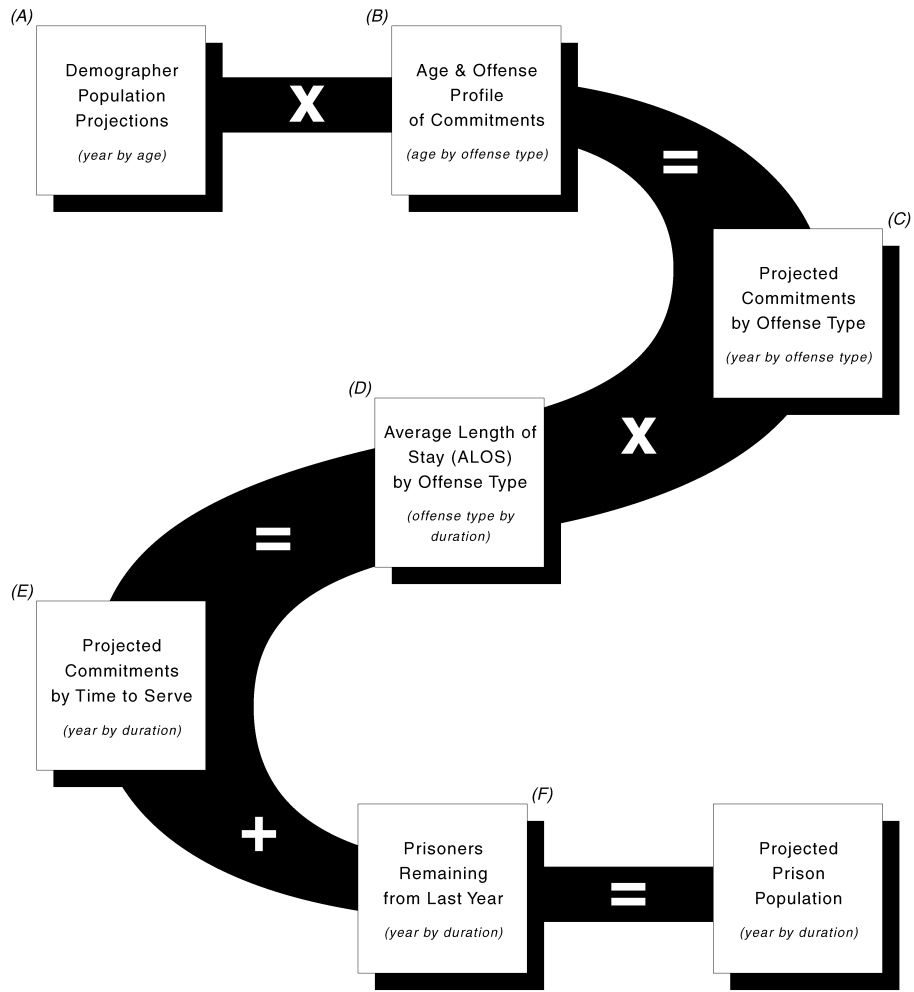 (A)
Demographer
Population
Projections
(year by age)
X
(B)
Age & Offense
Profile
of Commitments
(age by offense type)
=
(C)
Projected
Commitments
by Offense Type
(year by offense type)
X
(D)
Average Length of
Stay (ALOS)
by Offense Type
(offense type by
duration)
=
(E)
Projected
Commitments
by Time to Serve
(year by duration)
+
(F)
Prisoners
Remaining
from Last Year
(year by duration)
=
Projected
Prison
Population
(year by duration)